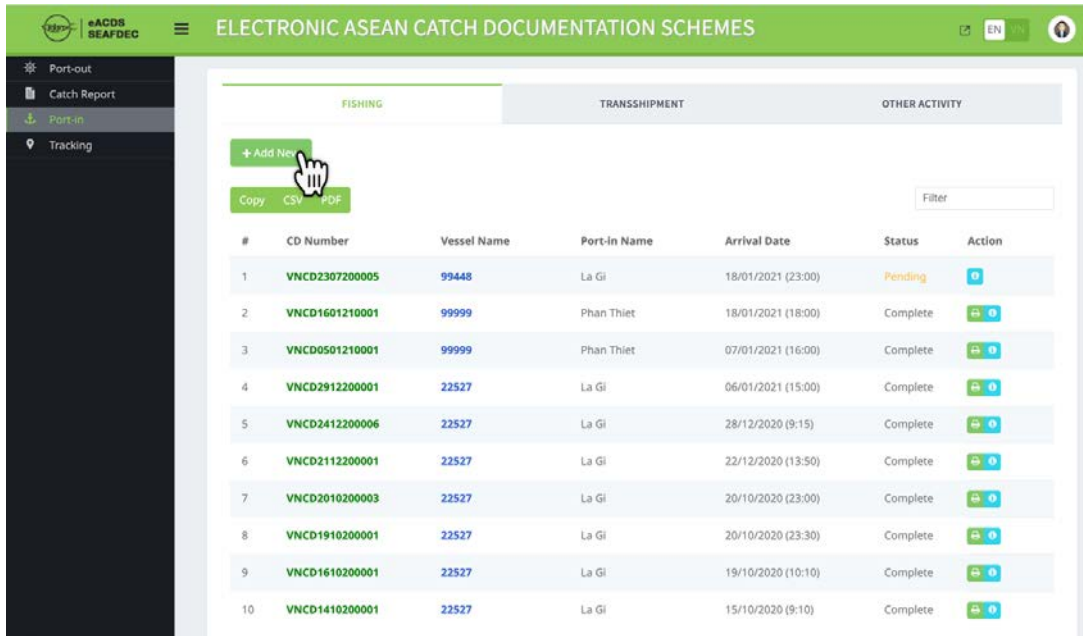 eACDS
SEAFDEC
ELECTRONIC ASEAN CATCH DOCUMENTATION SCHEMES
EN VN
Port-out
Catch Report
Port-in
Tracking
FISHING TRANSSHIPMENT OTHER ACTIVITY
+ Add New
Copy CSV PDF Filter
# CD Number Vessel Name Port-in Name Arrival Date Status Action
1 VNCD2307200005 99448 La Gi 18/01/2021 (23:00) Pending
2 VNCD1601210001 99999 Phan Thiet 18/01/2021 (18:00) Complete
3 VNCD0501210001 99999 Phan Thiet 07/01/2021 (16:00) Complete
4 VNCD2912200001 22527 La Gi 06/01/2021 (15:00) Complete
5 VNCD2412200006 22527 La Gi 28/12/2020 (9:15) Complete
6 VNCD2112200001 22527 La Gi 22/12/2020 (13:50) Complete
7 VNCD2010200003 22527 La Gi 20/10/2020 (23:00) Complete
8 VNCD1910200001 22527 La Gi 20/10/2020 (23:30) Complete
9 VNCD1610200001 22527 La Gi 19/10/2020 (10:10) Complete
10 VNCD1410200001 22527 La Gi 15/10/2020 (9:10) Complete